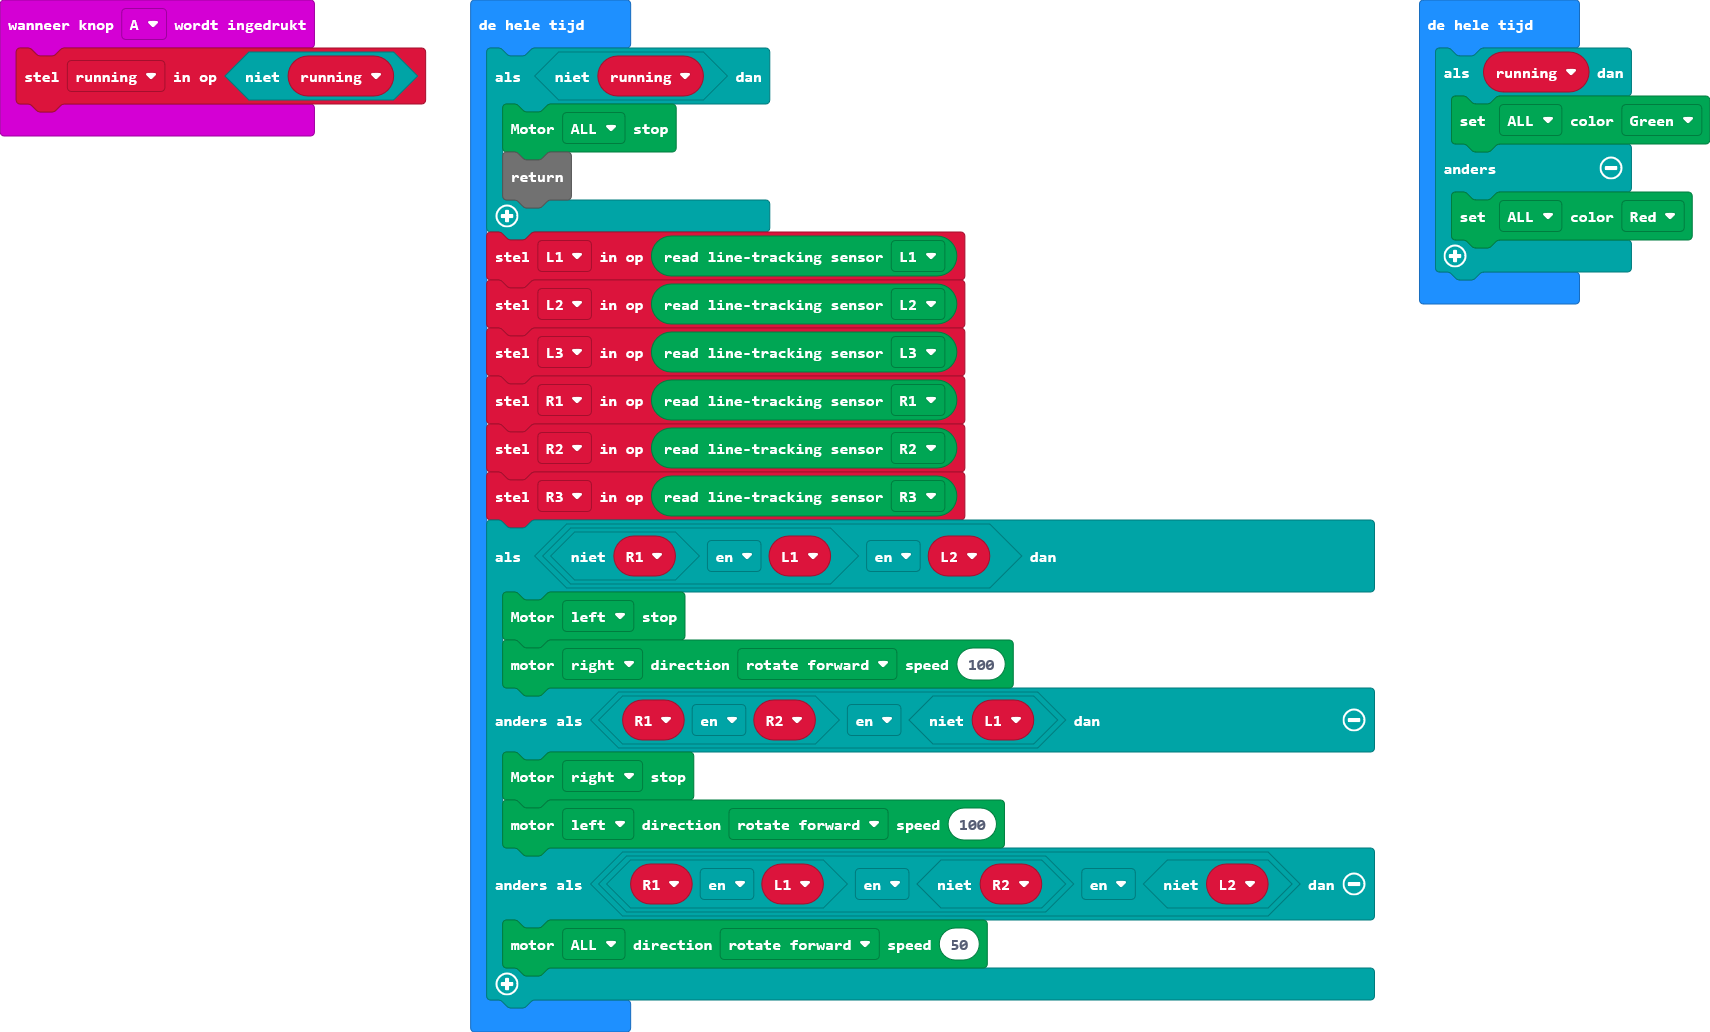 wanneer knop A wordt ingedrukt
stel running in op niet running
de hele tijd
als niet running dan
Motor ALL stop
return
stel L1 in op read line-tracking sensor L1
stel L2 in op read line-tracking sensor L2
stel L3 in op read line-tracking sensor L3
stel R1 in op read line-tracking sensor R1
stel R2 in op read line-tracking sensor R2
stel R3 in op read line-tracking sensor R3
als niet R1 en L1 en L2 dan
Motor left stop
motor right direction rotate forward speed 100
anders als R1 en R2 en niet L1 dan
Motor right stop
motor left direction rotate forward speed 100
anders als R1 en L1 en niet R2 en niet L2 dan
motor ALL direction rotate forward speed 50
de hele tijd
als running dan
set ALL color Green
anders
set ALL color Red